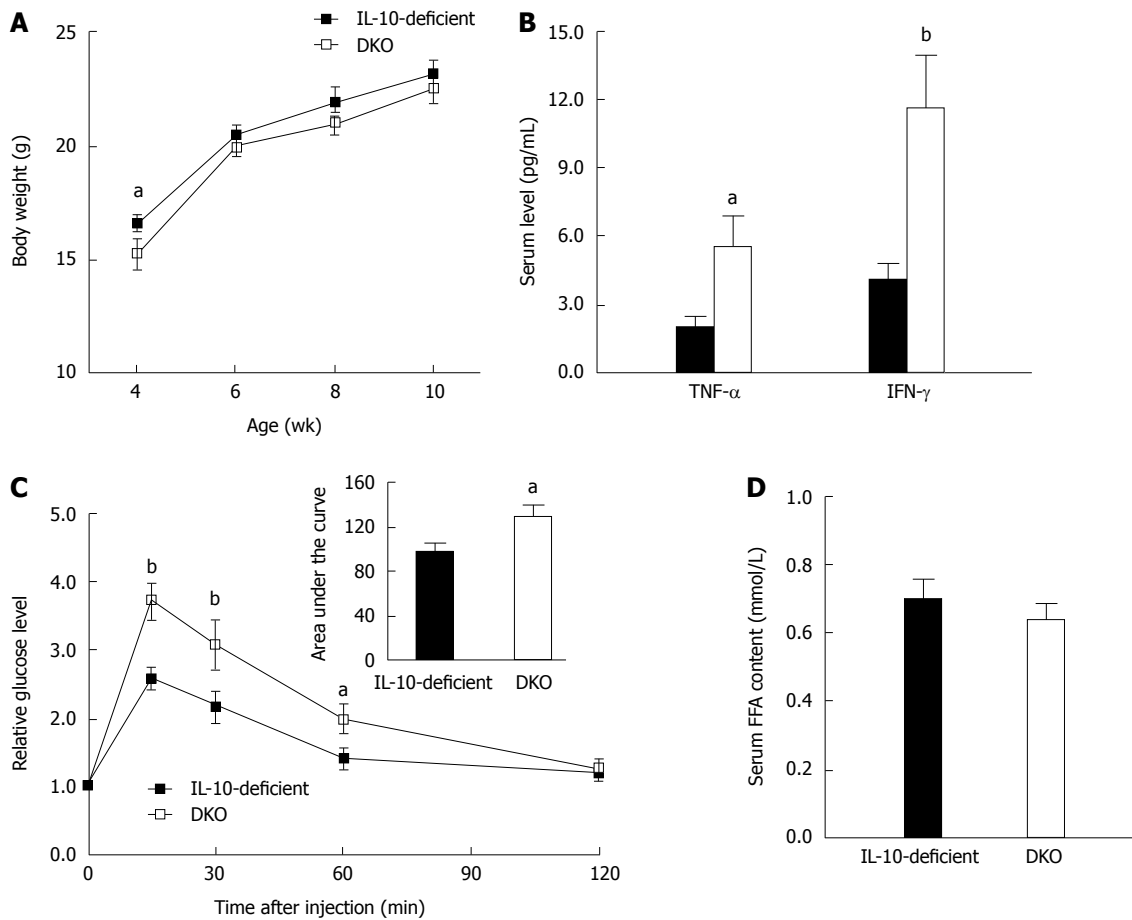 A
IL-10-deficient
DKO
25
20
15
10
Body weight (g)
a
4 6 8 10
Age (wk)
B
15.0
12.0
9.0
6.0
3.0
0.0
Serum level (pg/mL)
a
b
TNF-α IFN-γ
C
5.0
4.0
3.0
2.0
1.0
0.0
Relative glucose level
b
b
a
IL-10-deficient
DKO
0 30 60 120
Time after injection (min)
160
120
80
40
0
Area under the curve
a
IL-10-deficient DKO
D
1.0
0.8
0.6
0.4
0.2
0.0
Serum FFA content (mmol/L)
IL-10-deficient DKO